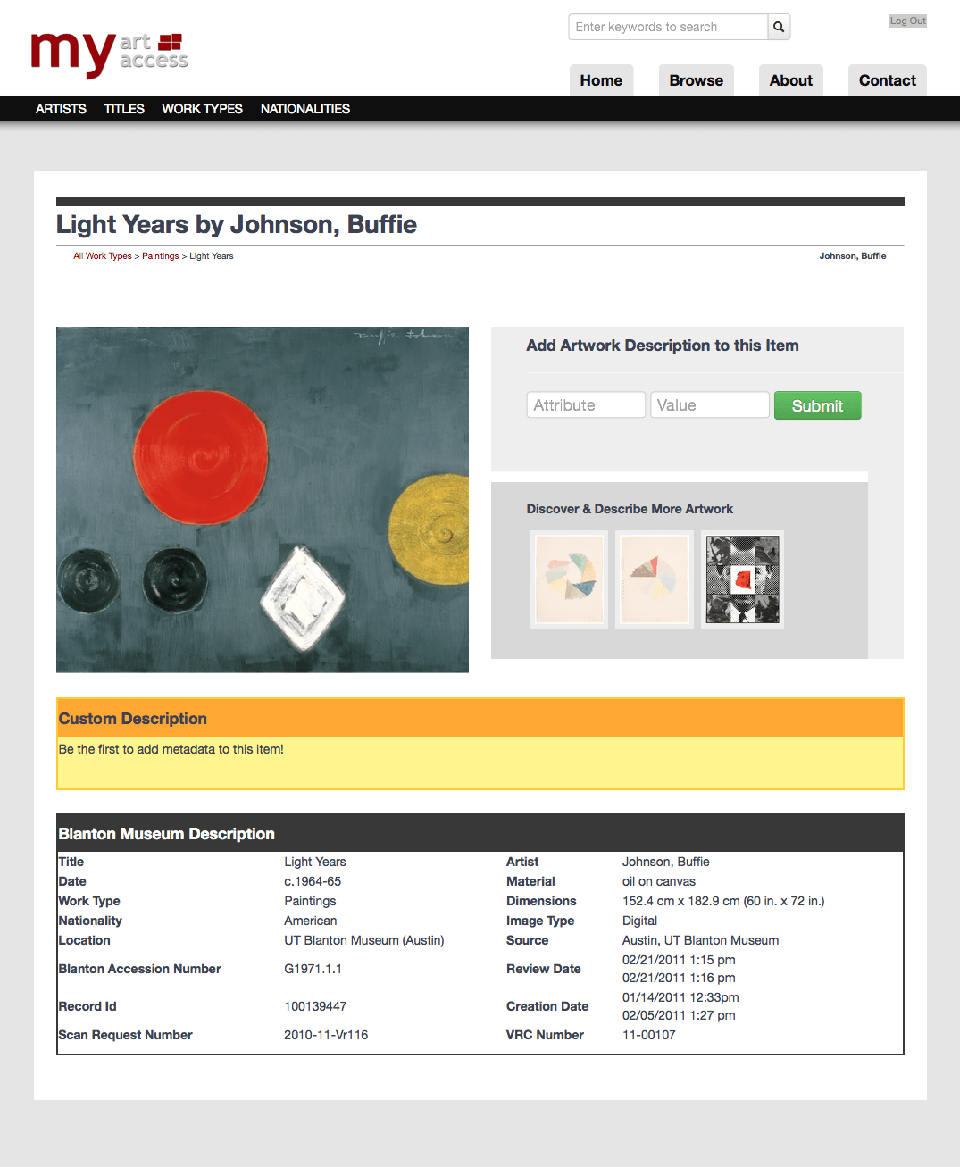 my art access
Enter keywords to search
Log Out
Home Browse About Contact
ARTISTS TITLES WORK TYPES NATIONALITIES
Light Years by Johnson, Buffie
All Work Types > Paintings > Light Years
Johnson, Buffie
Buffie Johnson
Add Artwork Description to this Item
Attribute Value Submit
Discover & Describe More Artwork
Custom Description
Be the first to add metadata to this item!
Blanton Museum Description
Title Light Years Artist Johnson, Buffie
Date c.1964-65 Material oil on canvas
Work Type Paintings Dimensions 152.4 cm x 182.9 cm (60 in. x 72 in.)
Nationality American Image Type Digital
Location UT Blanton Museum (Austin) Source Austin, UT Blanton Museum
Blanton Accession Number G1971.1.1 Review Date 02/21/2011 1:15 pm
02/21/2011 1:16 pm
Record Id 100139447 Creation Date 01/14/2011 12:33pm
02/05/2011 1:27 pm
Scan Request Number 2010-11-Vr116 VRC Number 11-00107